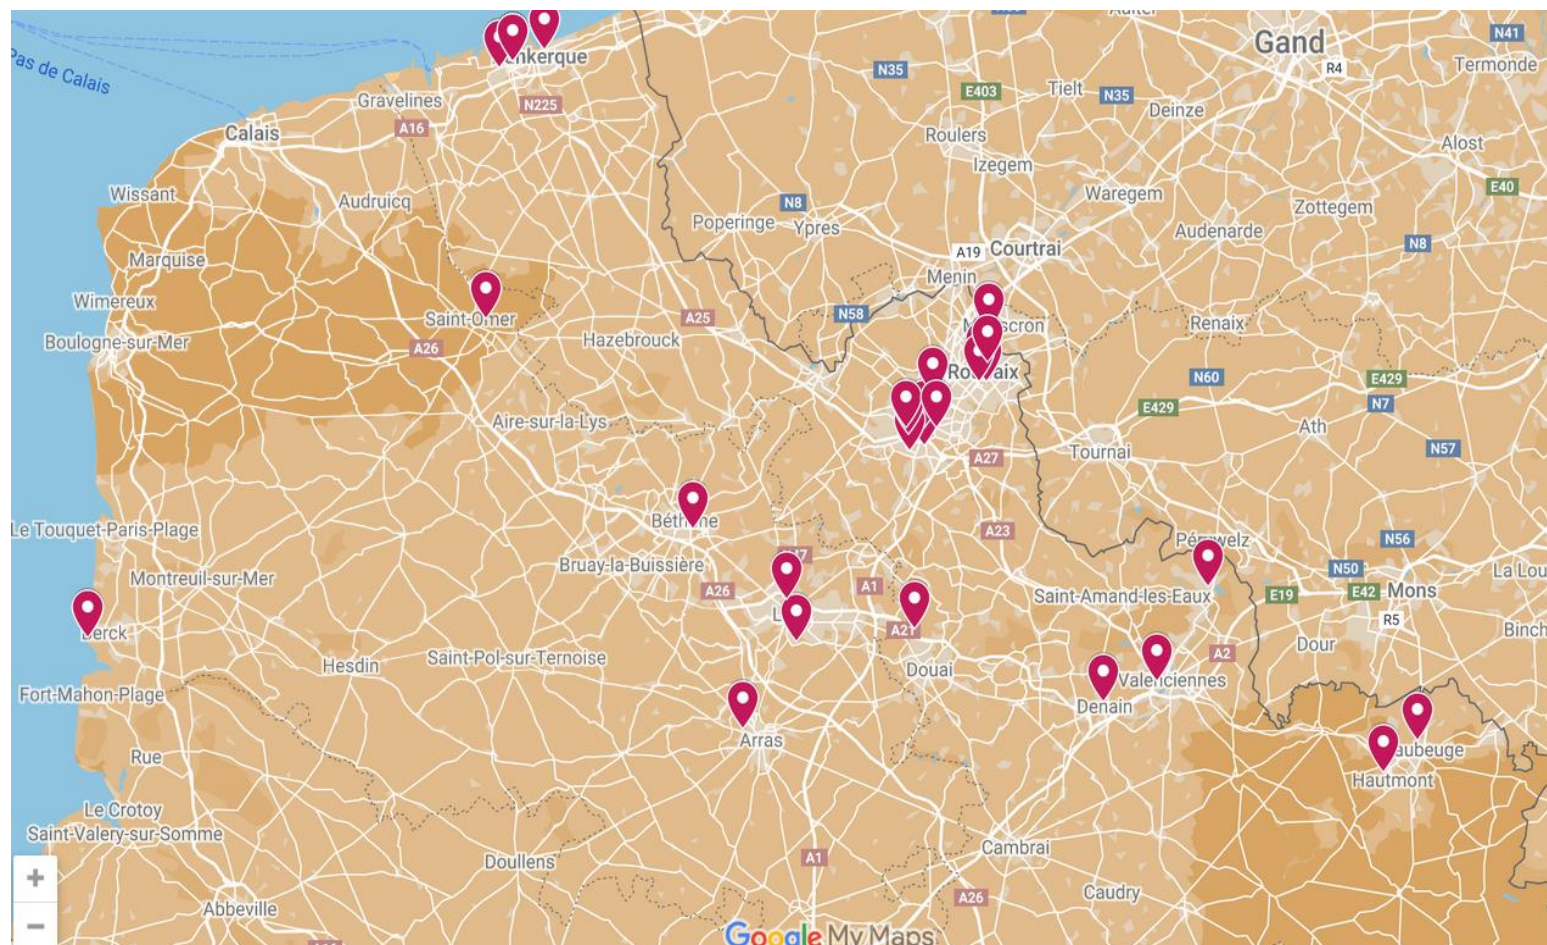 Gand
N41
R4
Termonde
Pas de Calais
N35
E403
Tielt
N35
Deinze
nkerque
N225
Gravelines
A16
Calais
Roulers
Izegem
Alost
Wissant
Audruicq
N8
Waregem
E40
Zottegem
Poperinge
Ypres
Audenarde
N8
A19
Courtrai
Marquise
Menin
Wimereux
Saint-Omer
A25
N58
scron
Renaix
Boulogne-sur-Mer
Hazebrouck
A26
N60
E429
E429
N7
Aire-sur-la-Lys
Ath
Tournai
N57
A27
Béthune
Le Touquet-Paris-Plage
A23
Péruwelz
N56
Bruay-la-Buissière
N50
La Lou
Montreuil-sur-Mer
A26
A1
Saint-Amand-les-Eaux
E19
E42
Mons
R5
Berck
A21
Binch
Dour
Hesdin
Saint-Pol-sur-Ternoise
Douai
A2
Valenciennes
Fort-Mahon-Plage
Denain
Arras
aubeuge
Rue
Hautmont
Le Crotoy
Saint-Valery-sur-Somme
Cambrai
Doullens
A1
Caudry
A26
Abbeville
Google My Maps
+
−